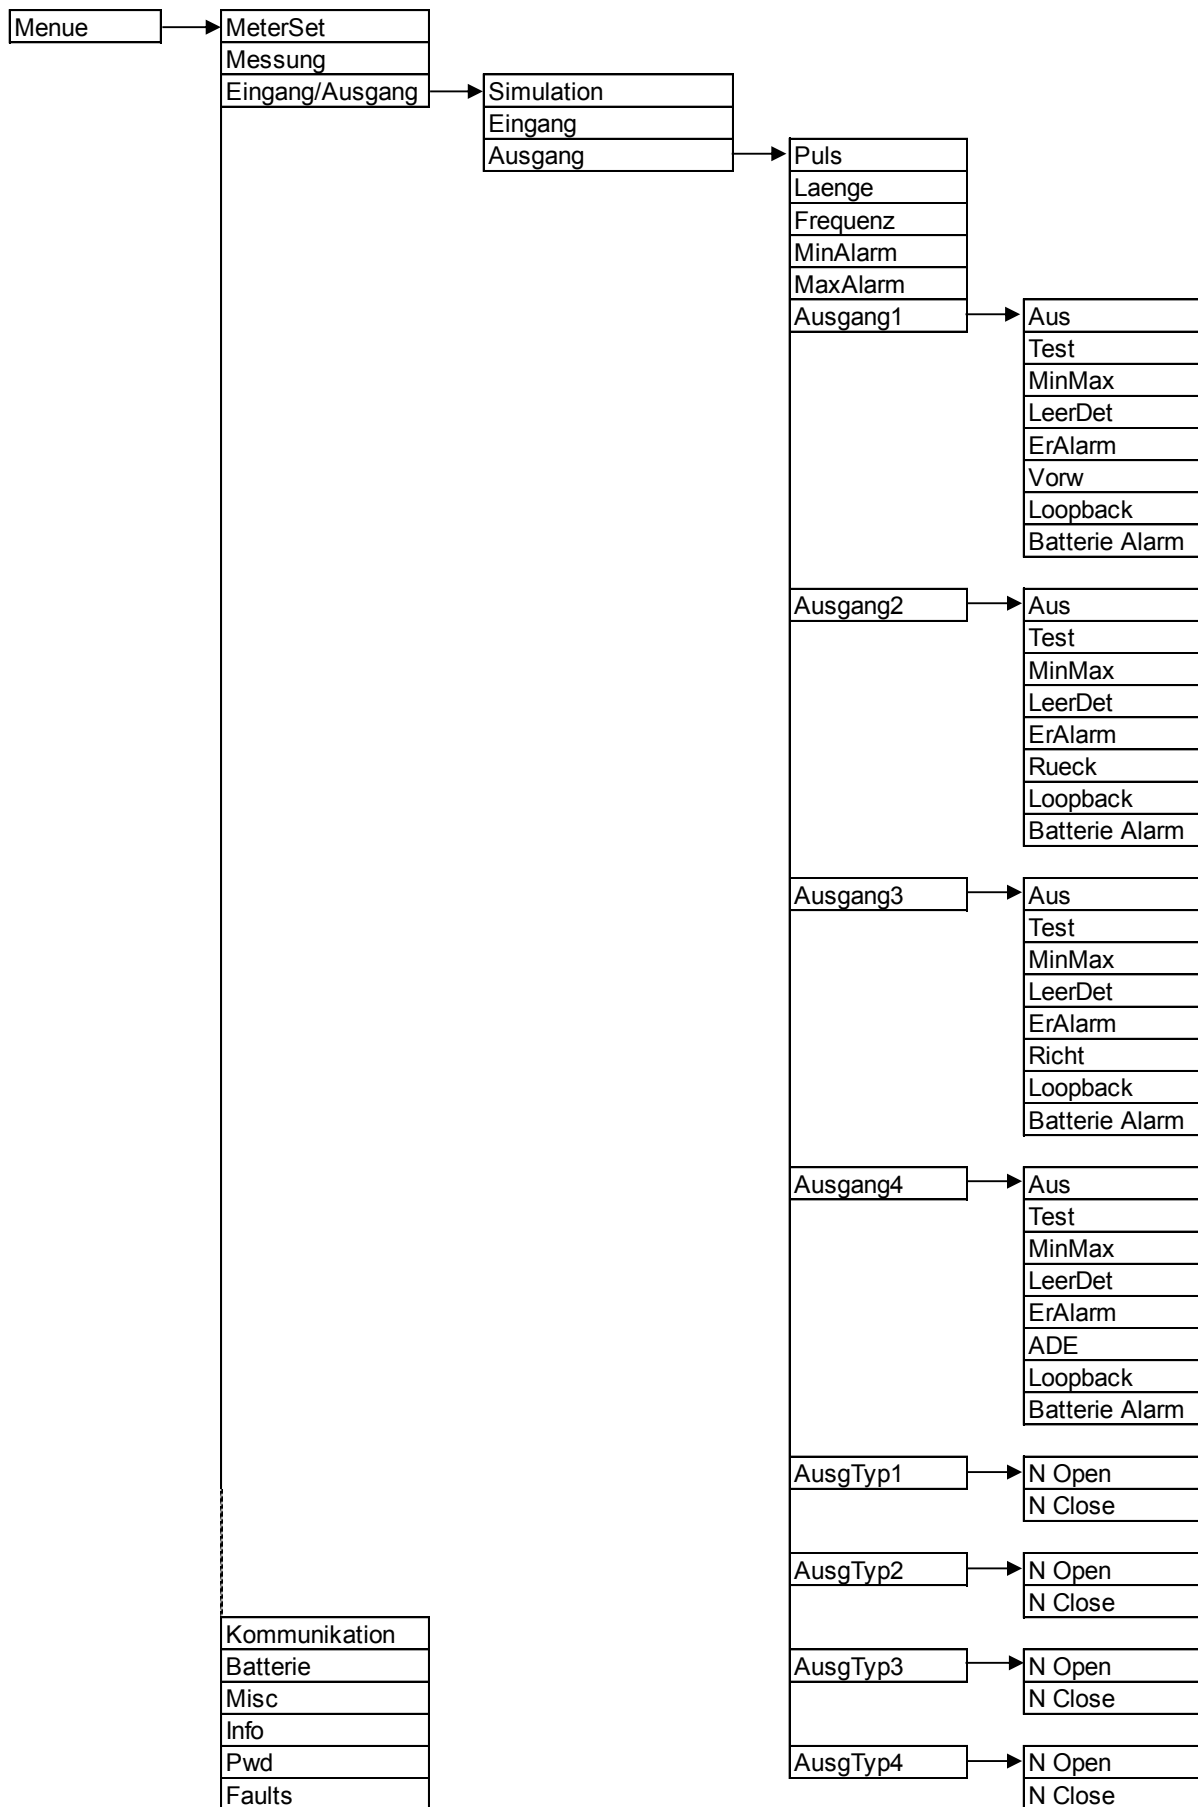 Menue
MeterSet
Messung
Eingang/Ausgang
Simulation
Eingang
Ausgang
Puls
Laenge
Frequenz
MinAlarm
MaxAlarm
Ausgang1
Aus
Test
MinMax
LeerDet
ErAlarm
Vorw
Loopback
Batterie Alarm
Ausgang2
Aus
Test
MinMax
LeerDet
ErAlarm
Rueck
Loopback
Batterie Alarm
Ausgang3
Aus
Test
MinMax
LeerDet
ErAlarm
Richt
Loopback
Batterie Alarm
Ausgang4
Aus
Test
MinMax
LeerDet
ErAlarm
ADE
Loopback
Batterie Alarm
AusgTyp1
N Open
N Close
AusgTyp2
N Open
N Close
AusgTyp3
N Open
N Close
AusgTyp4
N Open
N Close
Kommunikation
Batterie
Misc
Info
Pwd
Faults